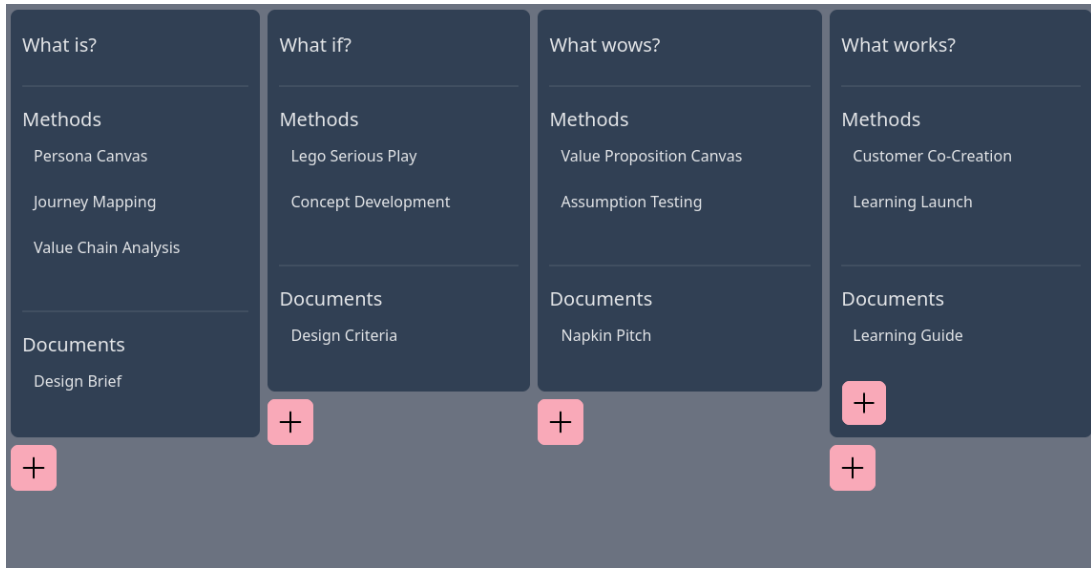 What is?
Methods
Persona Canvas
Journey Mapping
Value Chain Analysis
Documents
Design Brief
What if?
Methods
Lego Serious Play
Concept Development
Documents
Design Criteria
What wows?
Methods
Value Proposition Canvas
Assumption Testing
Documents
Napkin Pitch
What works?
Methods
Customer Co-Creation
Learning Launch
Documents
Learning Guide